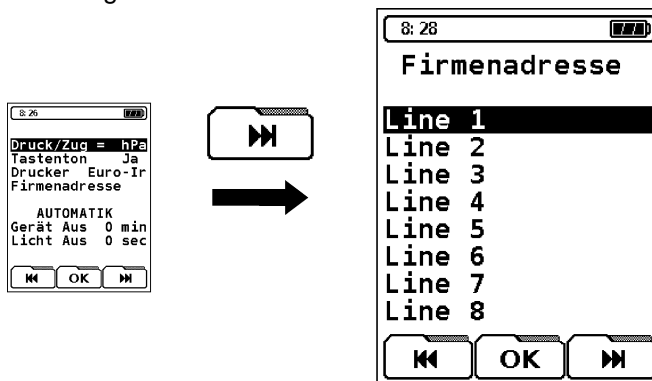 8:26
Druck/Zug = hPa
Tastenton Ja
Drucker Euro-Ir
Firmenadresse
AUTOMATIK
Gerät Aus 0 min
Licht Aus 0 sec
OK
8:28
Firmenadresse
Line 1
Line 2
Line 3
Line 4
Line 5
Line 6
Line 7
Line 8
OK